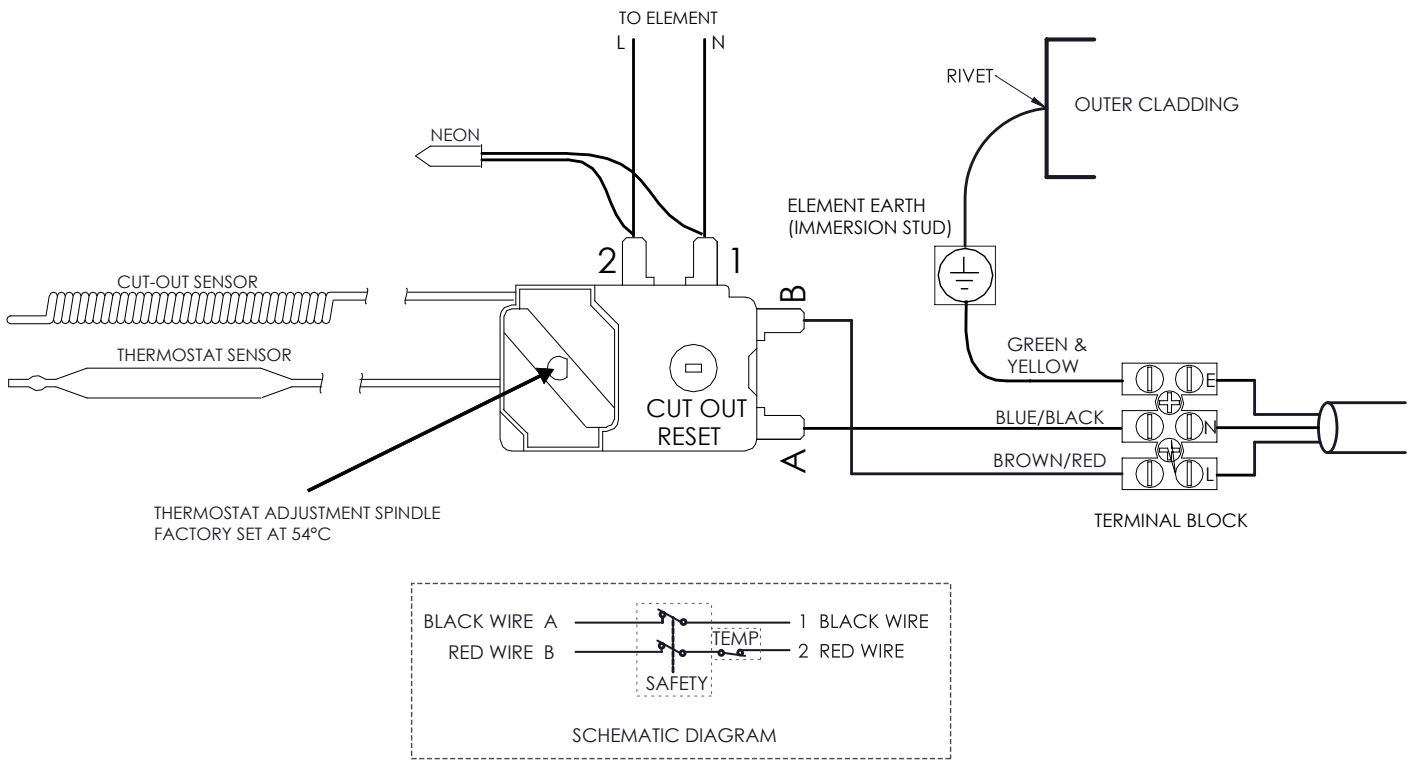 TO ELEMENT
L N
RIVET
OUTER CLADDING
NEON
ELEMENT EARTH
(IMMERSION STUD)
2 1
CUT-OUT SENSOR
B
THERMOSTAT SENSOR
GREEN &
YELLOW
E
CUT OUT
RESET
BLUE/BLACK
N
A
BROWN/RED
L
THERMOSTAT ADJUSTMENT SPINDLE
FACTORY SET AT 54°C
TERMINAL BLOCK
BLACK WIRE A
1 BLACK WIRE
TEMP
RED WIRE B
2 RED WIRE
SAFETY
SCHEMATIC DIAGRAM